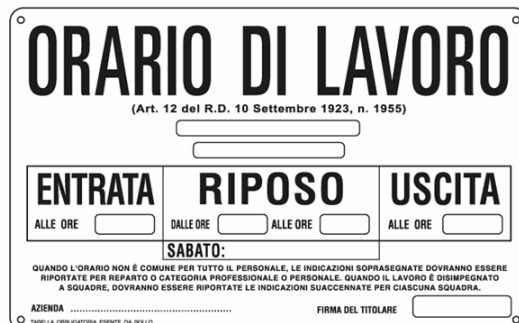 ORARIO DI LAVORO
(Art. 12 del R.D. 10 Settembre 1923, n. 1955)
ENTRATA RIPOSO USCITA
ALLE ORE DALLE ORE ALLE ORE ALLE ORE
SABATO:
QUANDO L'ORARIO NON È COMUNE PER TUTTO IL PERSONALE, LE INDICAZIONI SOPRASEGNATE DOVRANNO ESSERE
RIPORTATE PER REPARTO O CATEGORIA PROFESSIONALE O PERSONALE. QUANDO IL LAVORO È DISIMPEGNATO
A SQUADRE, DOVRANNO ESSERE RIPORTATE LE INDICAZIONI SUACCENNATE PER CIASCUNA SQUADRA.
AZIENDA ................................................ FIRMA DEL TITOLARE
TABELLA OBBLIGATORIA ESENTE DA BOLLO